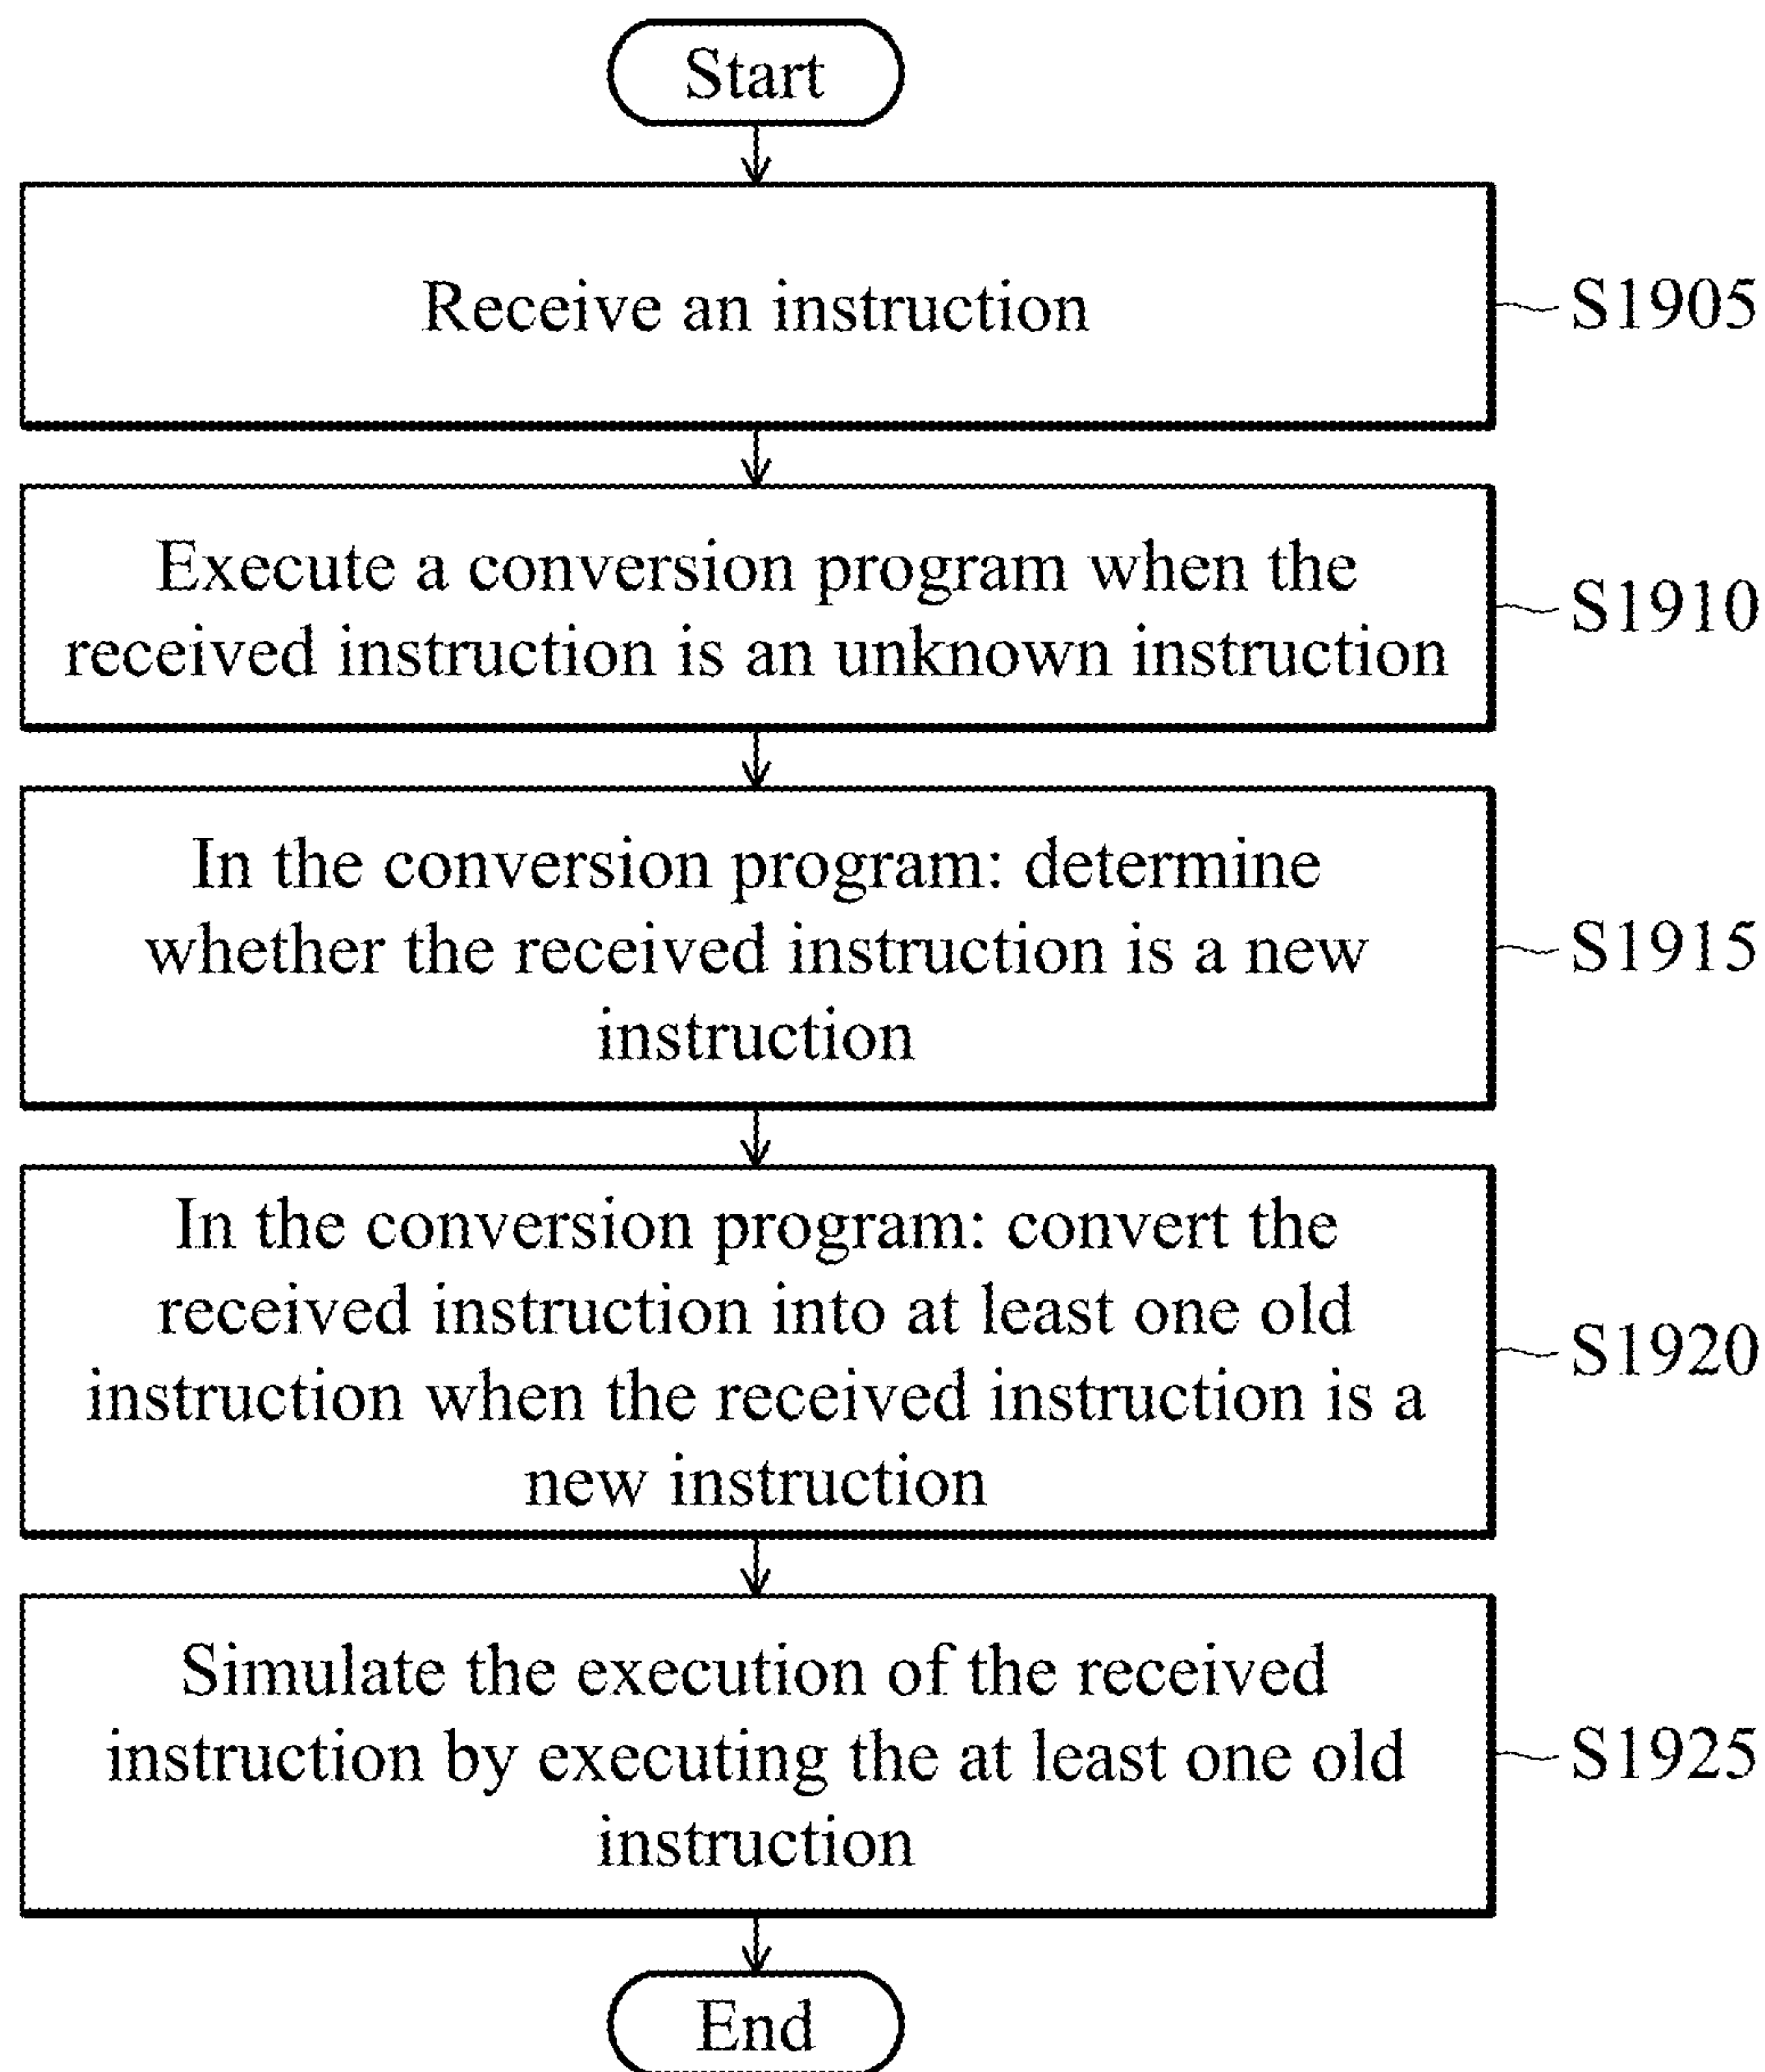 Start
Receive an instruction
S1905
Execute a conversion program when the
received instruction is an unknown instruction
S1910
In the conversion program: determine
whether the received instruction is a new
instruction
S1915
In the conversion program: convert the
received instruction into at least one old
instruction when the received instruction is a
new instruction
S1920
Simulate the execution of the received
instruction by executing the at least one old
instruction
S1925
End